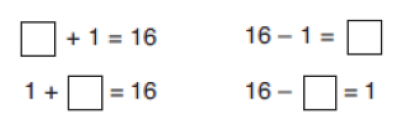 □ + 1 = 16
16 – 1 = □
1 + □ = 16
16 – □ = 1